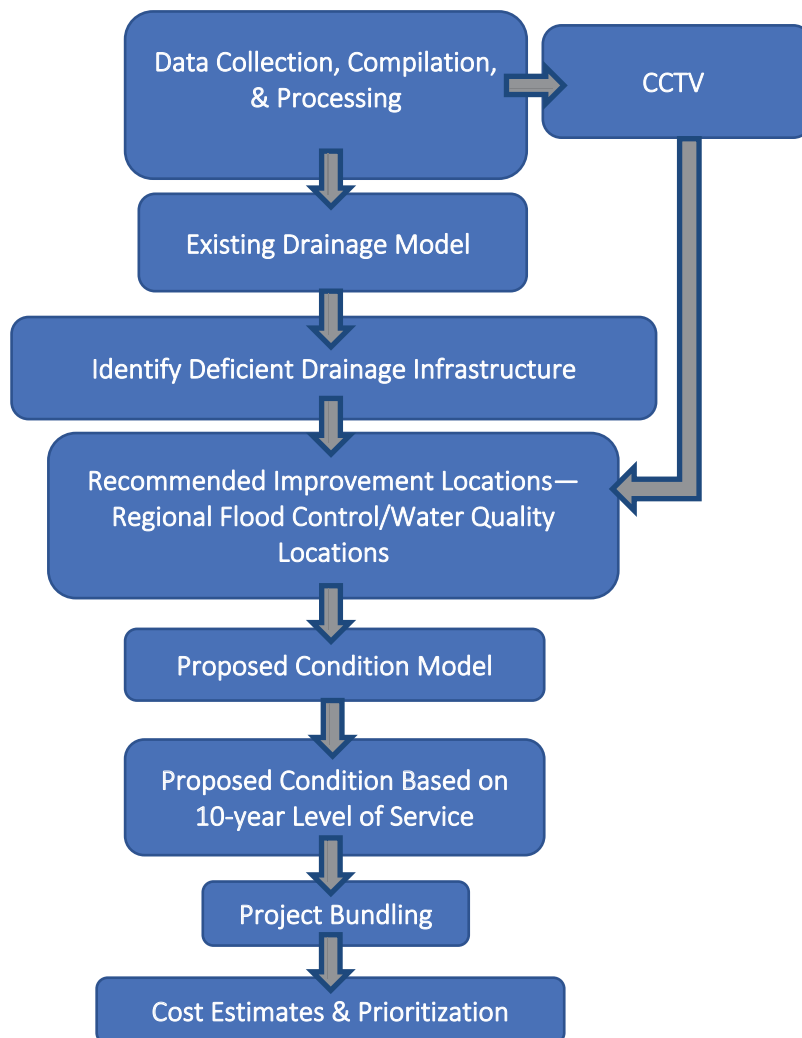 Data Collection, Compilation,
& Processing
CCTV
Existing Drainage Model
Identify Deficient Drainage Infrastructure
Recommended Improvement Locations—
Regional Flood Control/Water Quality
Locations
Proposed Condition Model
Proposed Condition Based on
10-year Level of Service
Project Bundling
Cost Estimates & Prioritization